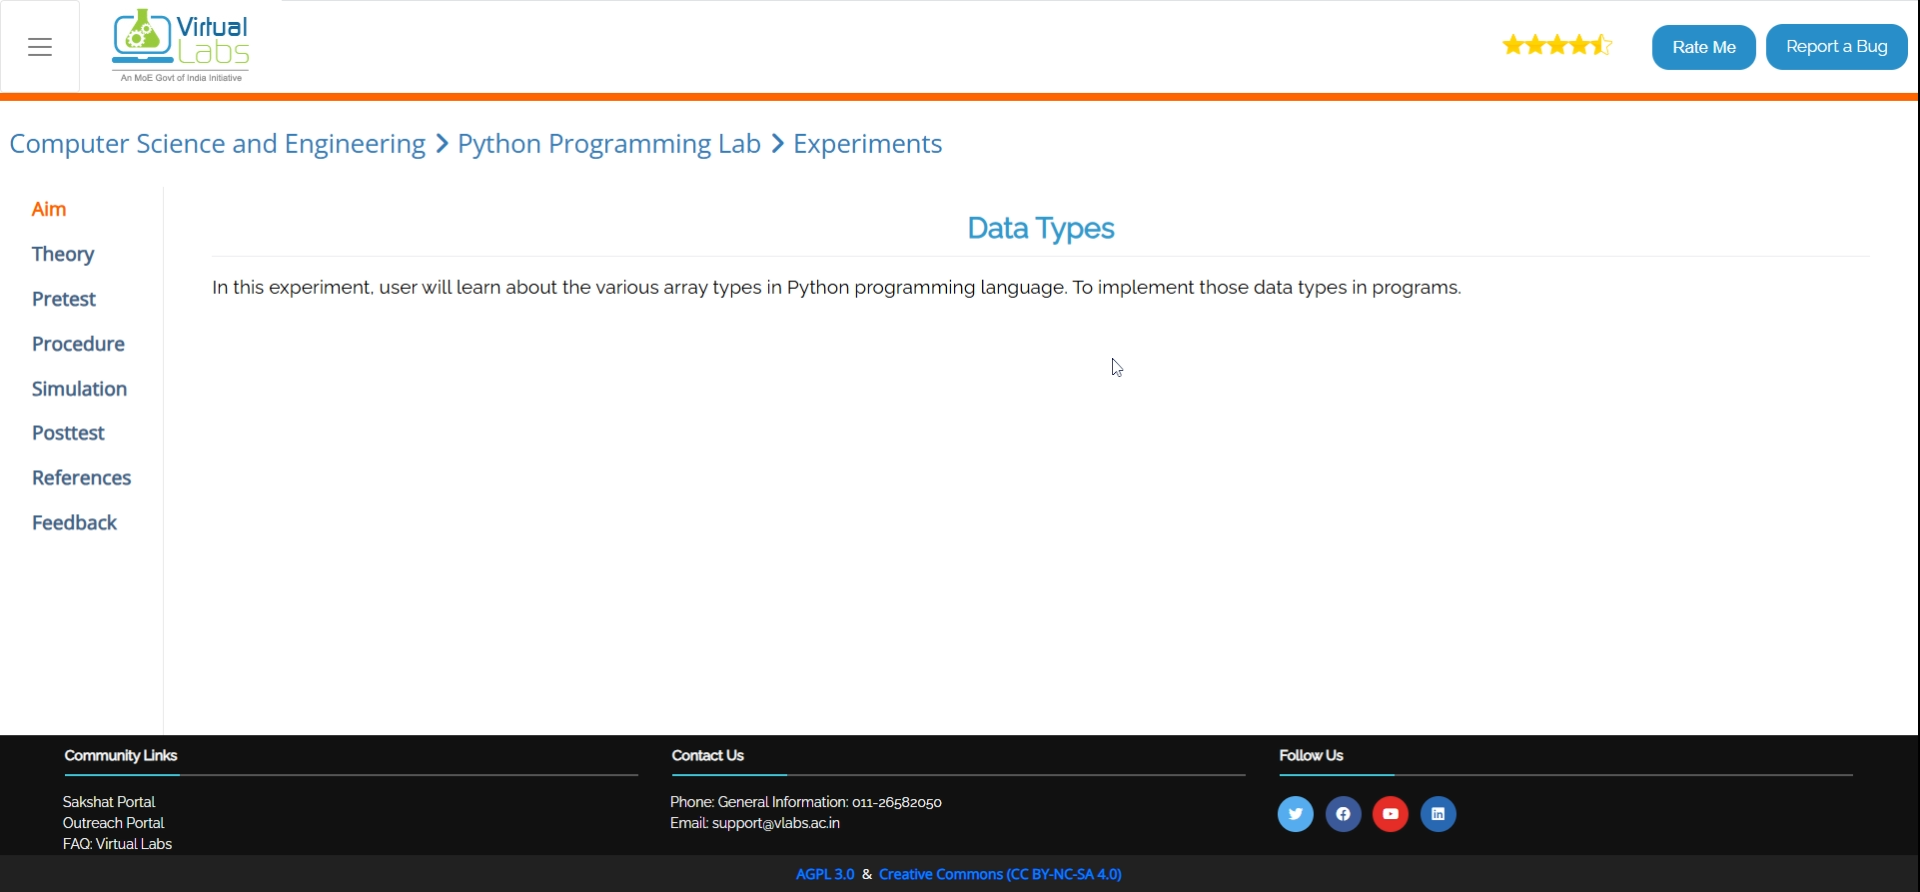 Virtual
Labs
An MoE Govt of India Initiative
Rate Me
Report a Bug
Computer Science and Engineering > Python Programming Lab > Experiments
Aim
Theory
Pretest
Procedure
Simulation
Posttest
References
Feedback
Data Types
In this experiment, user will learn about the various array types in Python programming language. To implement those data types in programs.
Community Links
Sakshat Portal
Outreach Portal
FAQ: Virtual Labs
Contact Us
Phone: General Information: 011-26582050
Email: support@vlabs.ac.in
Follow Us
AGPL 3.0 & Creative Commons (CC BY-NC-SA 4.0)